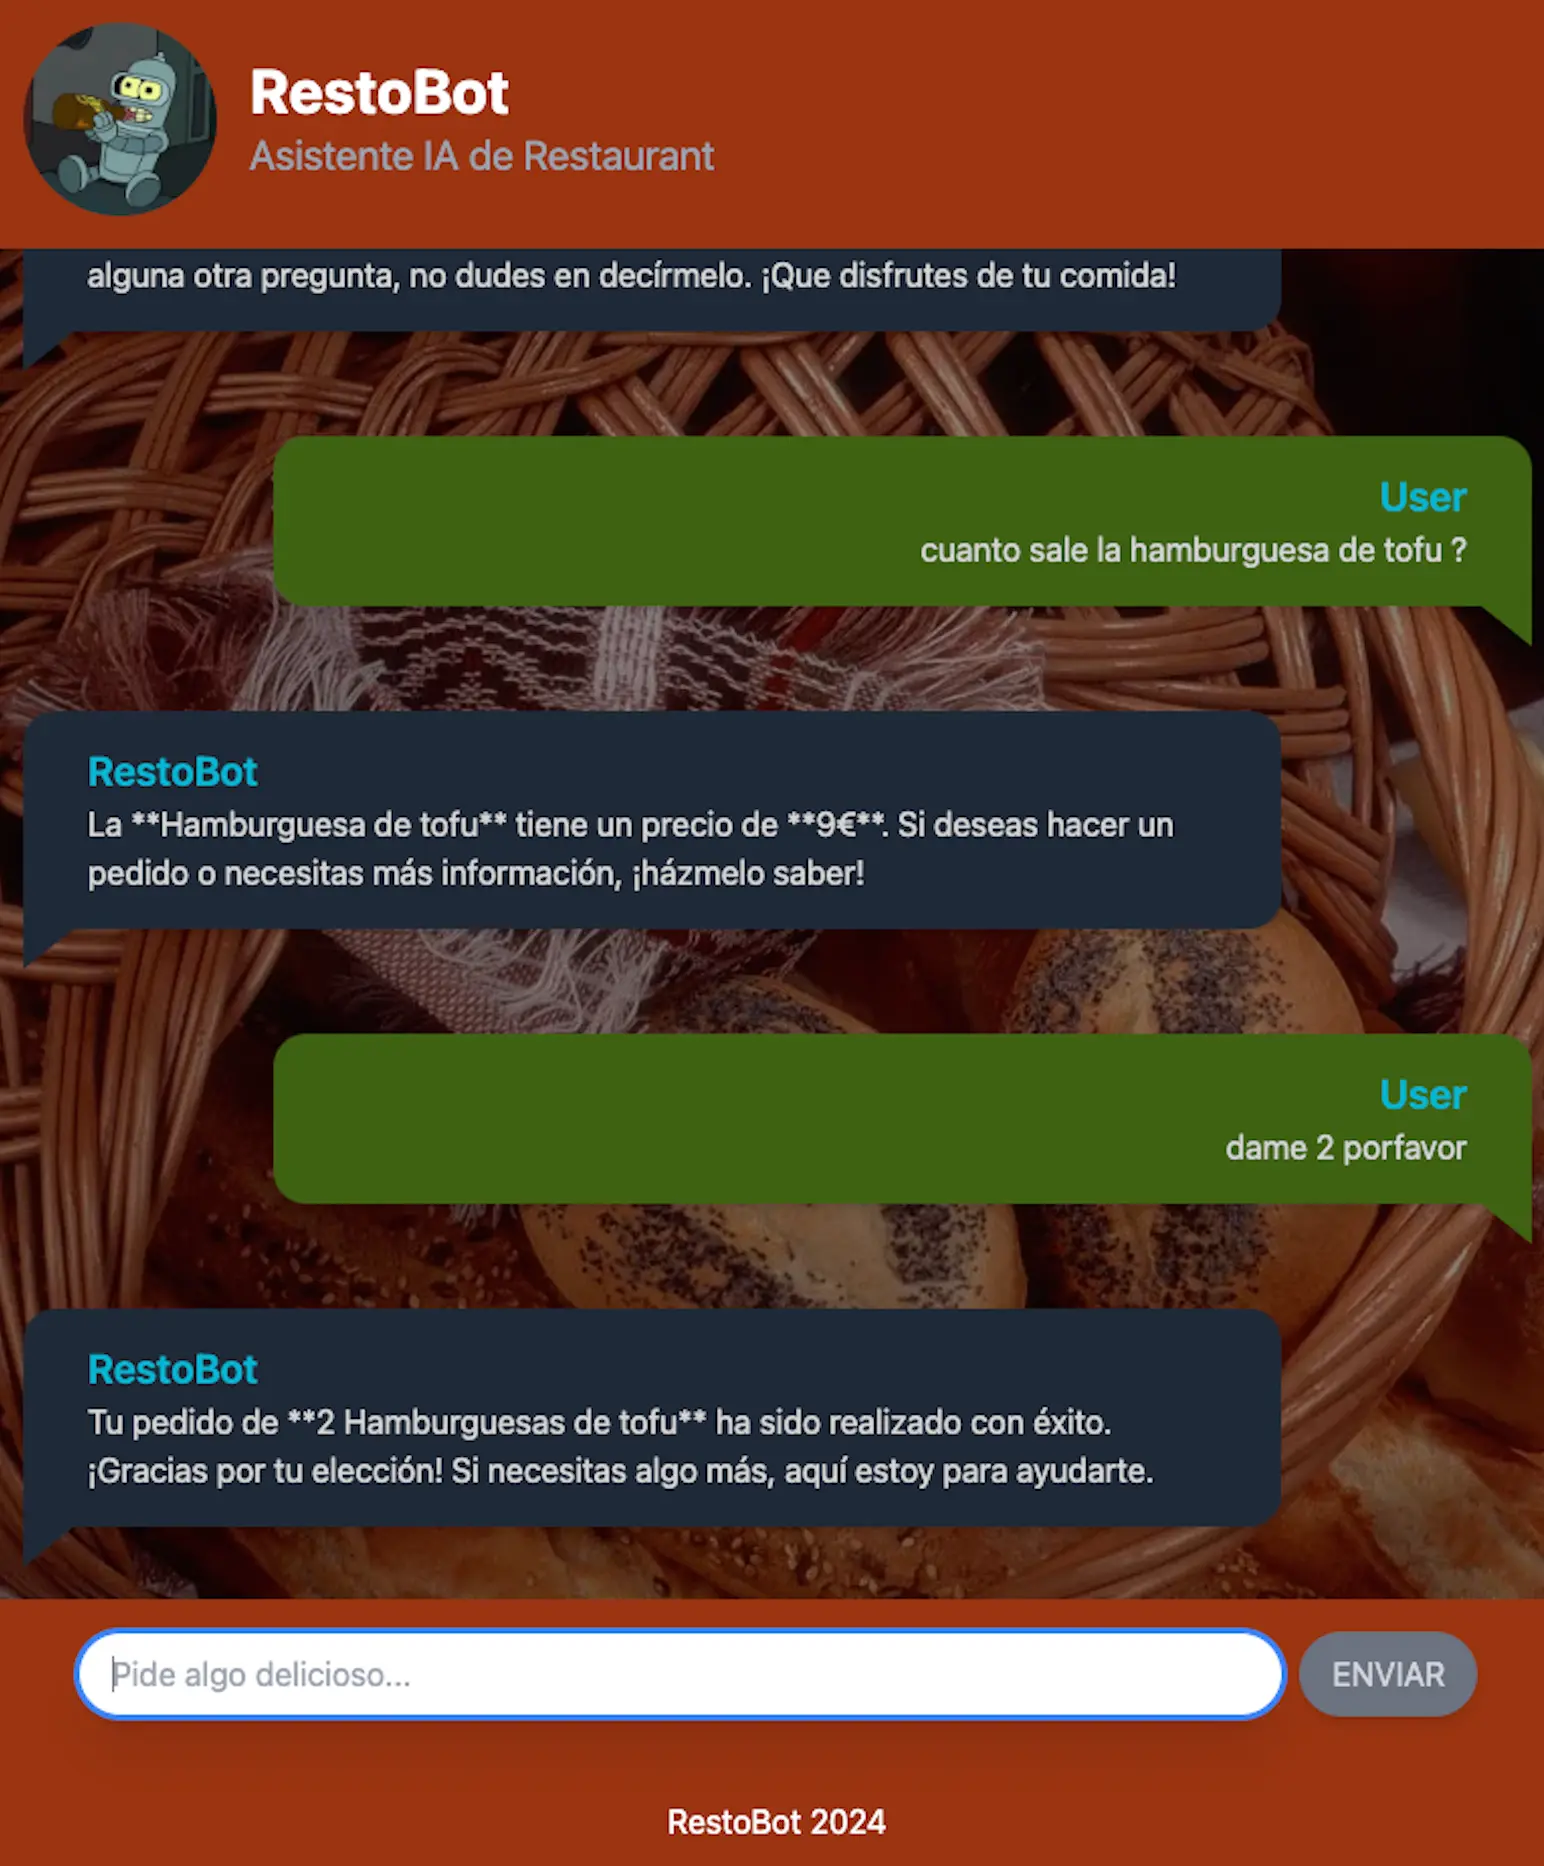 RestoBot
Asistente IA de Restaurant
alguna otra pregunta, no dudes en decírmelo. ¡Que disfrutes de tu comida!
User
cuanto sale la hamburguesa de tofu ?
RestoBot
La **Hamburguesa de tofu** tiene un precio de **9€**. Si deseas hacer un
pedido o necesitas más información, ¡házmelo saber!
User
dame 2 porfavor
RestoBot
Tu pedido de **2 Hamburguesas de tofu** ha sido realizado con éxito.
¡Gracias por tu elección! Si necesitas algo más, aquí estoy para ayudarte.
Pide algo delicioso...
ENVIAR
RestoBot 2024